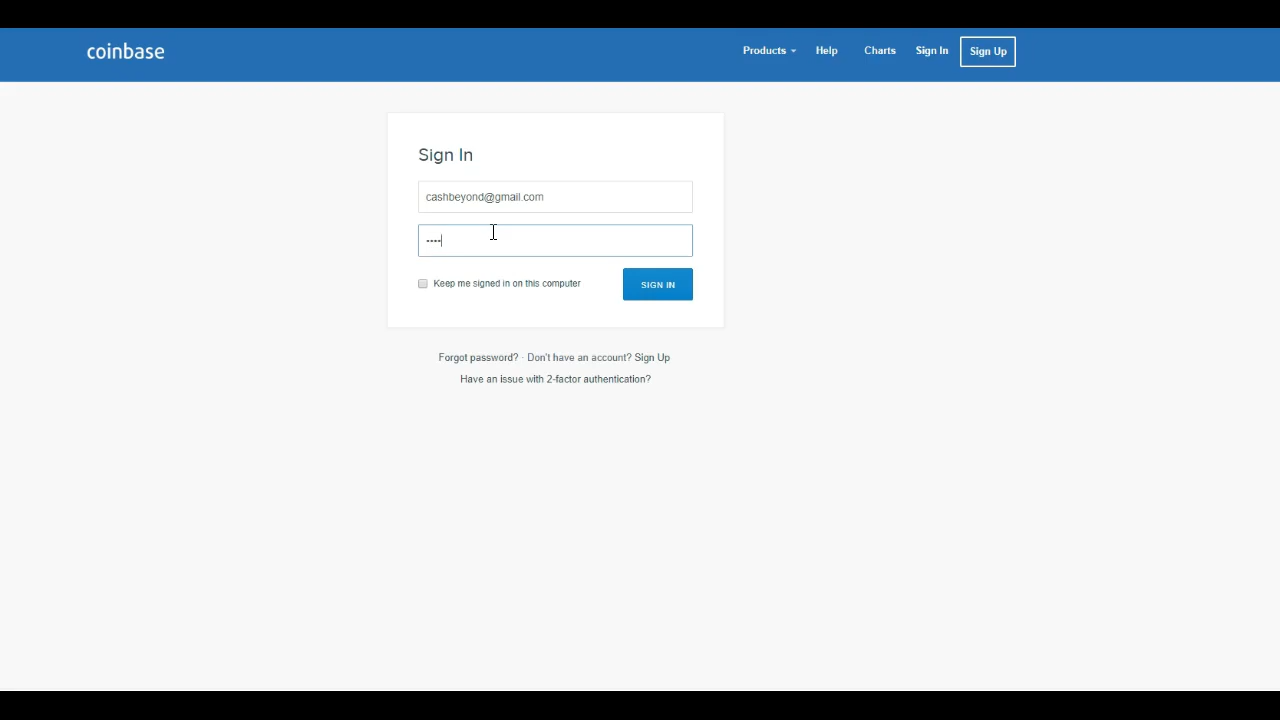 coinbase
Products Help Charts Sign In Sign Up
Sign In
cashbeyond@gmail.com
----
Keep me signed in on this computer SIGN IN
Forgot password? · Don't have an account? Sign Up
Have an issue with 2-factor authentication?